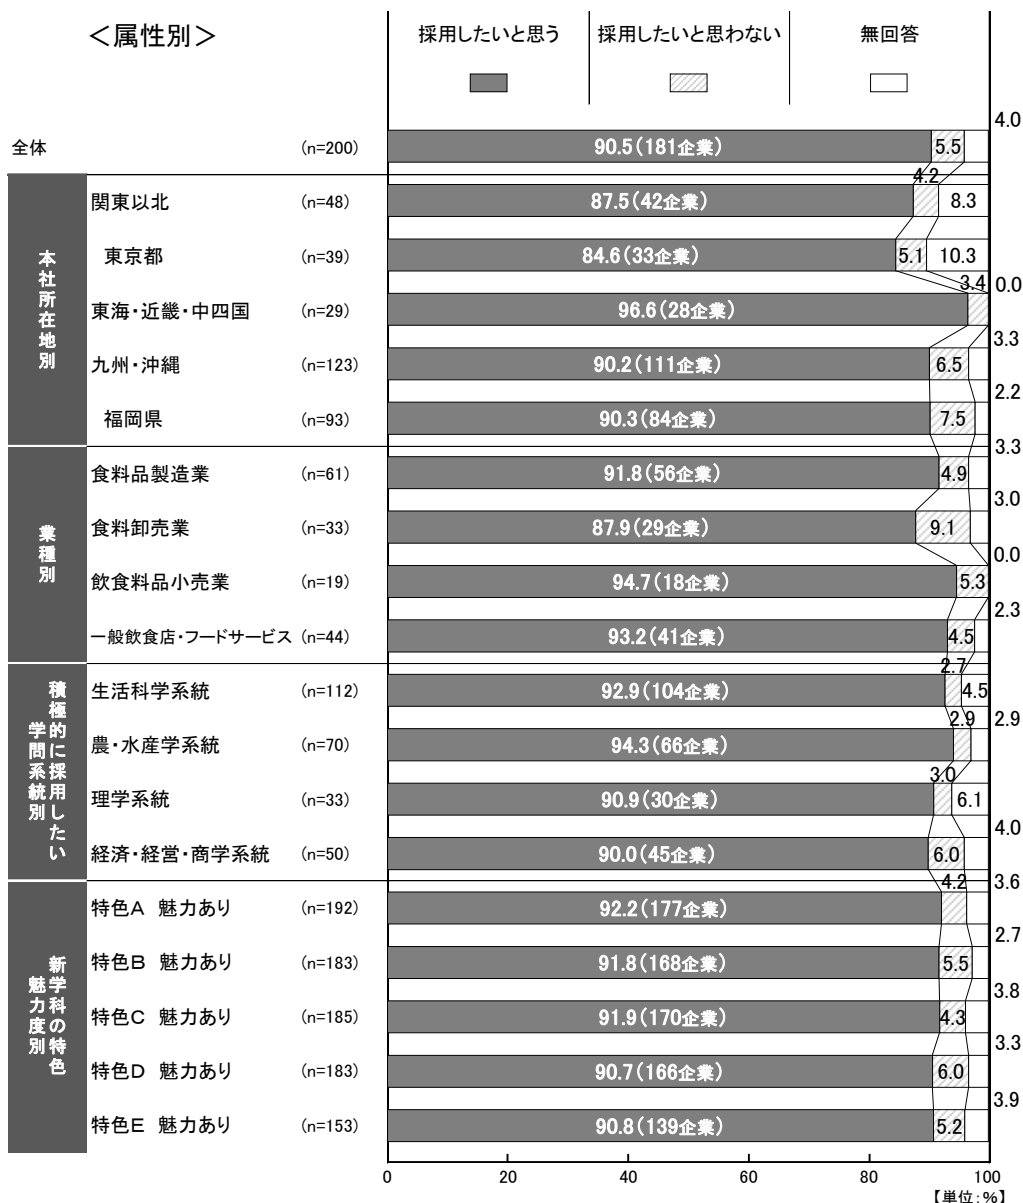 ＜属性別＞
採用したいと思う
採用したいと思わない
無回答
全体 (n=200) 90.5(181企業) 5.5 4.0
本社所在地別
関東以北 (n=48) 87.5(42企業) 4.2 8.3
東京都 (n=39) 84.6(33企業) 5.1 10.3
東海・近畿・中四国 (n=29) 96.6(28企業) 3.4 0.0
九州・沖縄 (n=123) 90.2(111企業) 6.5 3.3
福岡県 (n=93) 90.3(84企業) 7.5 2.2
業種別
食料品製造業 (n=61) 91.8(56企業) 4.9 3.3
食料卸売業 (n=33) 87.9(29企業) 9.1 3.0
飲食料品小売業 (n=19) 94.7(18企業) 5.3 0.0
一般飲食店・フードサービス (n=44) 93.2(41企業) 4.5 2.3
積極的に採用したい
学問系統別
生活科学系統 (n=112) 92.9(104企業) 2.7 4.5
農・水産学系統 (n=70) 94.3(66企業) 2.9 2.9
理学系統 (n=33) 90.9(30企業) 3.0 6.1
経済・経営・商学系統 (n=50) 90.0(45企業) 6.0 4.0
新学科の特色
魅力度別
特色A 魅力あり (n=192) 92.2(177企業) 4.2 3.6
特色B 魅力あり (n=183) 91.8(168企業) 5.5 2.7
特色C 魅力あり (n=185) 91.9(170企業) 4.3 3.8
特色D 魅力あり (n=183) 90.7(166企業) 6.0 3.3
特色E 魅力あり (n=153) 90.8(139企業) 5.2 3.9
0 20 40 60 80 100
【単位:%】